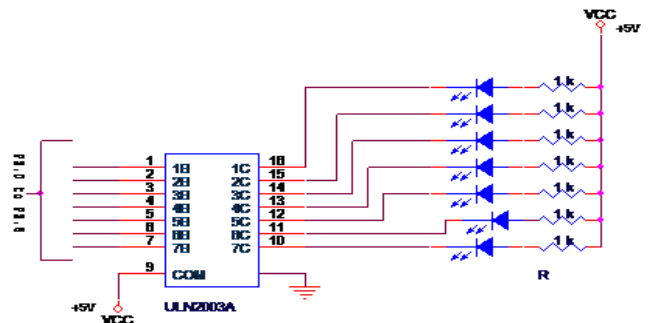 VCC
+5V
1 k
1 k
1 k
1 k
1 k
1 k
1 k
R
1 1B 1C 16
2 2B 2C 15
3 3B 3C 14
4 4B 4C 13
5 5B 5C 12
6 6B 6C 11
7 7B 7C 10
9 COM
ULN2003A
+5V
VCC